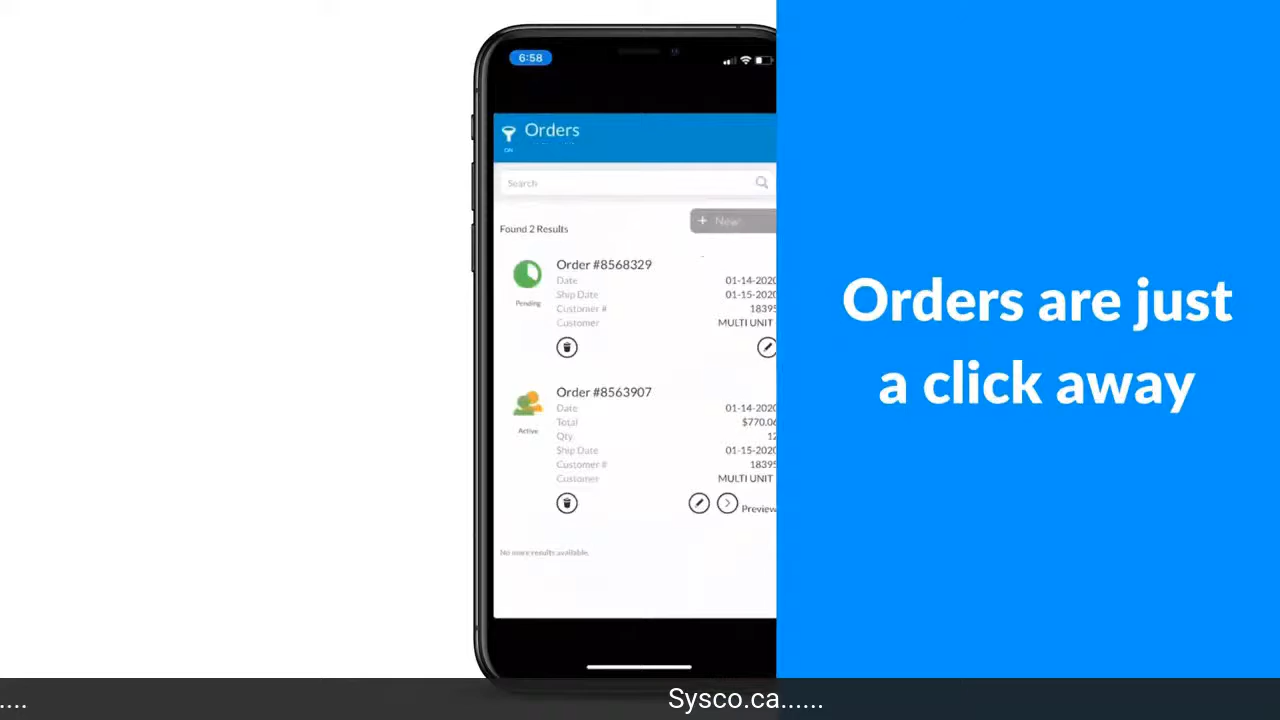 6:58
Orders
ON
Search
+ New
Found 2 Results
Order #8568329
Date 01-14-2020
Ship Date 01-15-2020
Customer # 18395
Customer MULTI UNIT
Pending
Order #8563907
Date 01-14-2020
Total $770.06
Qty 12
Ship Date 01-15-2020
Customer # 18395
Customer MULTI UNIT
Active
Preview
No more results available.
Orders are just
a click away
.... Sysco.ca......